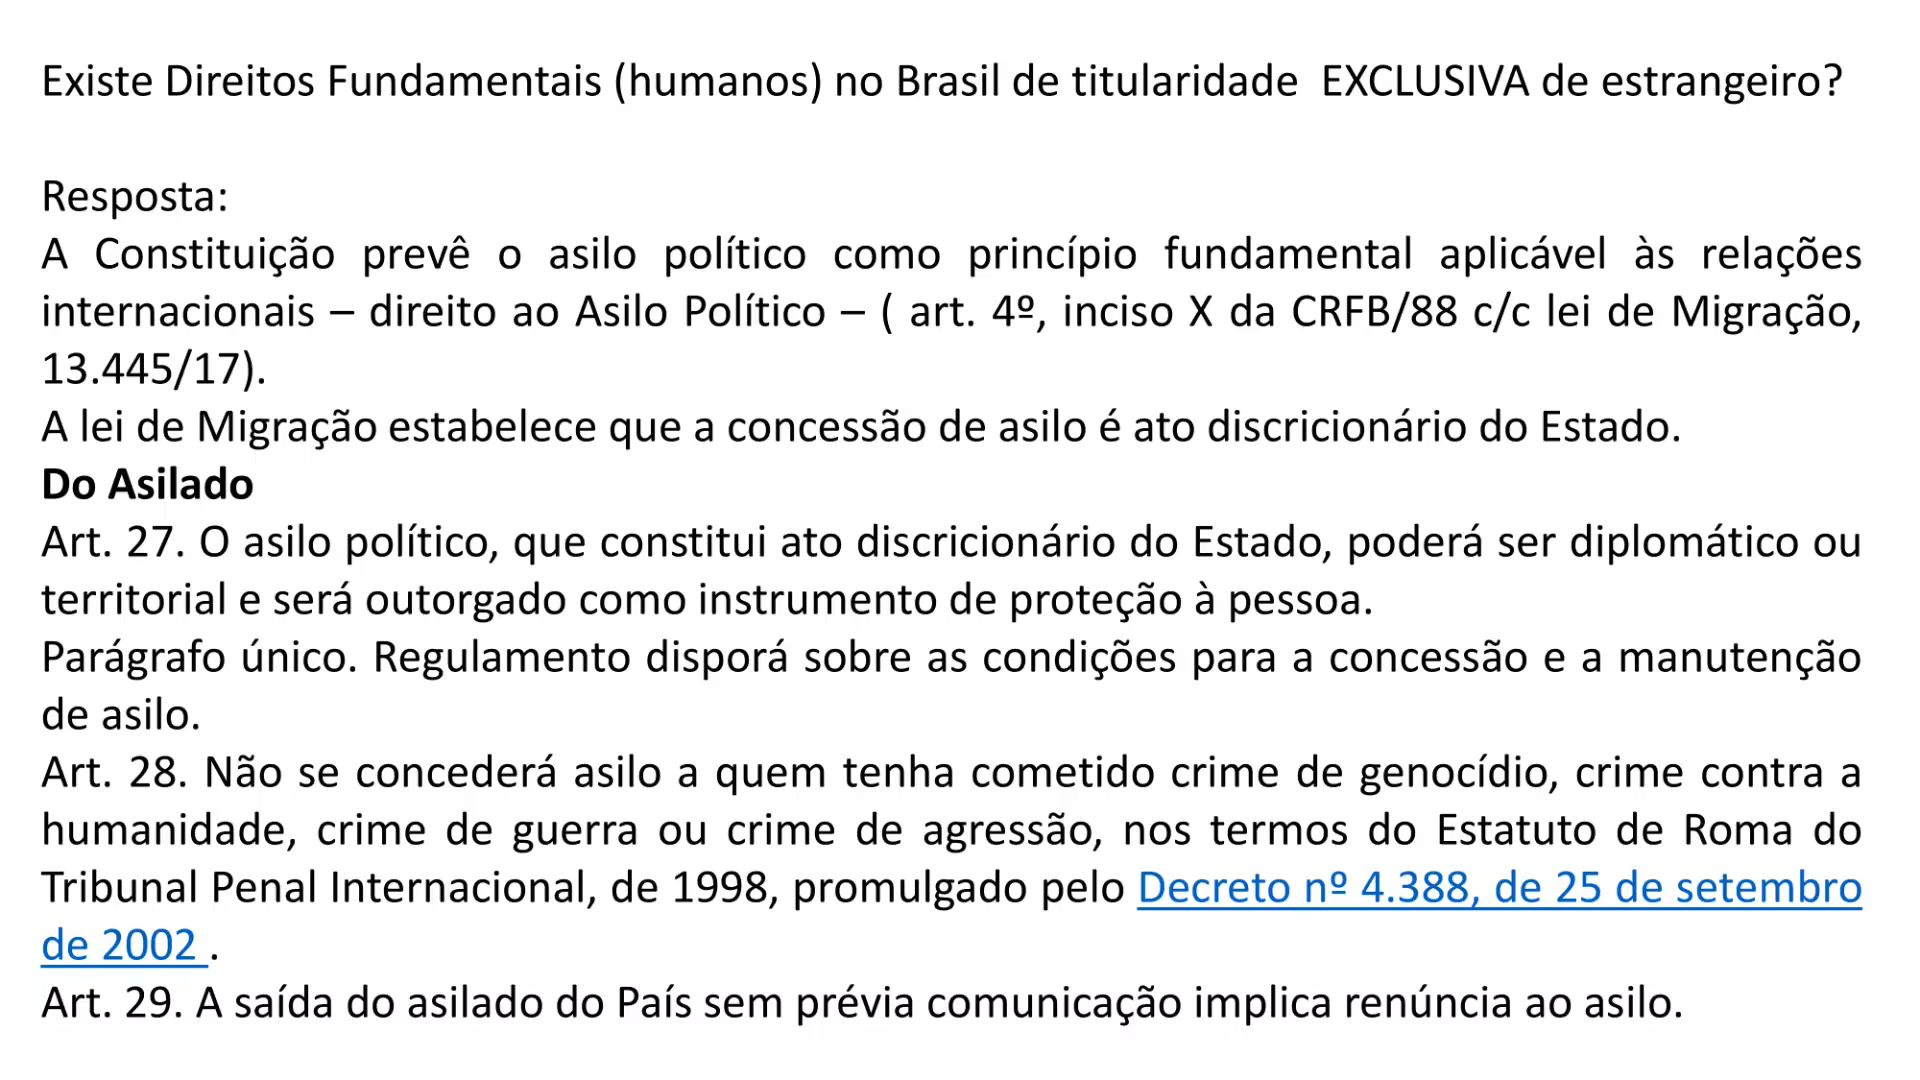 Existe Direitos Fundamentais (humanos) no Brasil de titularidade  EXCLUSIVA de estrangeiro?
Resposta:
A Constituição prevê o asilo político como princípio fundamental aplicável às relações
internacionais – direito ao Asilo Político – ( art. 4º, inciso X da CRFB/88 c/c lei de Migração,
13.445/17).
A lei de Migração estabelece que a concessão de asilo é ato discricionário do Estado.
Do Asilado
Art. 27. O asilo político, que constitui ato discricionário do Estado, poderá ser diplomático ou
territorial e será outorgado como instrumento de proteção à pessoa.
Parágrafo único. Regulamento disporá sobre as condições para a concessão e a manutenção
de asilo.
Art. 28. Não se concederá asilo a quem tenha cometido crime de genocídio, crime contra a
humanidade, crime de guerra ou crime de agressão, nos termos do Estatuto de Roma do
Tribunal Penal Internacional, de 1998, promulgado pelo Decreto nº 4.388, de 25 de setembro
de 2002 .
Art. 29. A saída do asilado do País sem prévia comunicação implica renúncia ao asilo.